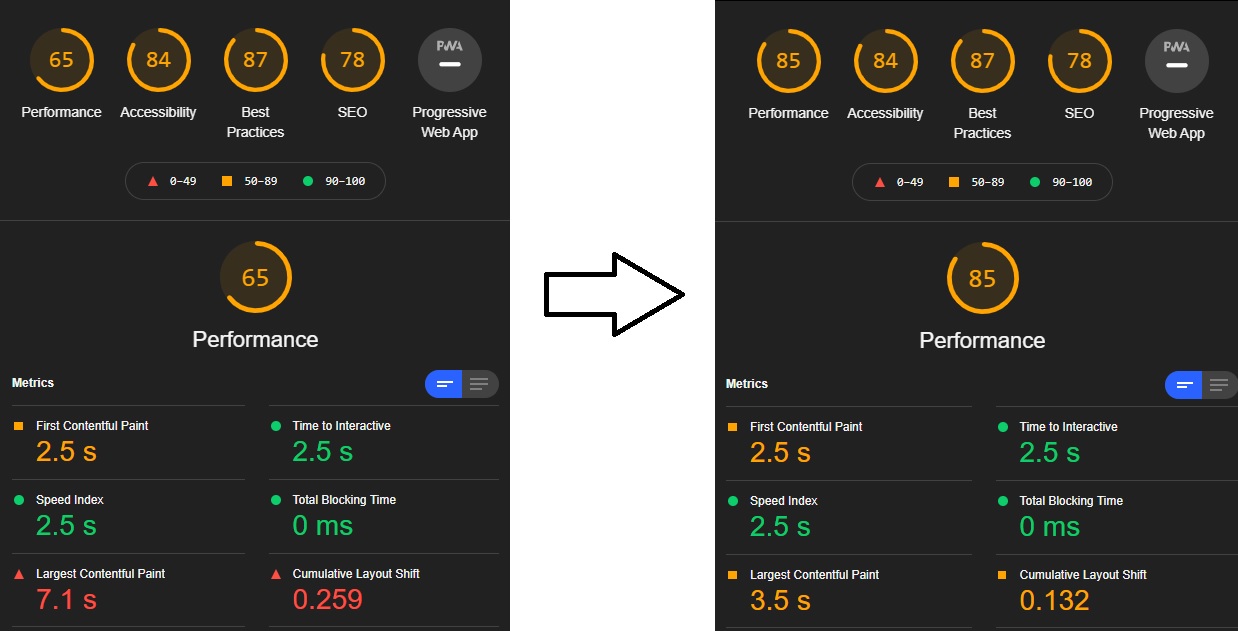 65 84 87 78 PWA
Performance Accessibility Best Practices SEO Progressive Web App
0–49 50–89 90–100
65
Performance
Metrics
First Contentful Paint
2.5 s
Time to Interactive
2.5 s
Speed Index
2.5 s
Total Blocking Time
0 ms
Largest Contentful Paint
7.1 s
Cumulative Layout Shift
0.259
85 84 87 78 PWA
Performance Accessibility Best Practices SEO Progressive Web App
0–49 50–89 90–100
85
Performance
Metrics
First Contentful Paint
2.5 s
Time to Interactive
2.5 s
Speed Index
2.5 s
Total Blocking Time
0 ms
Largest Contentful Paint
3.5 s
Cumulative Layout Shift
0.132